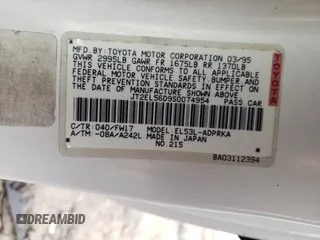 MFD. BY: TOYOTA MOTOR CORPORATION 03/95
GVWR 2995LB GAWR FR 1675LB RR 1370LB
THIS VEHICLE CONFORMS TO ALL APPLICABLE
FEDERAL MOTOR VEHICLE SAFETY, BUMPER, AND
THEFT PREVENTION STANDARDS IN EFFECT ON
THE DATE OF MANUFACTURE SHOWN ABOVE.
JT2EL56D9S0074954 PASS CAR
TOYOTA
C/TR: 040/FW17 MODEL EL53L-ADPRKA
A/TM -08A/A242L MADE IN JAPAN
NO 215
BA03112394
DREAMBID